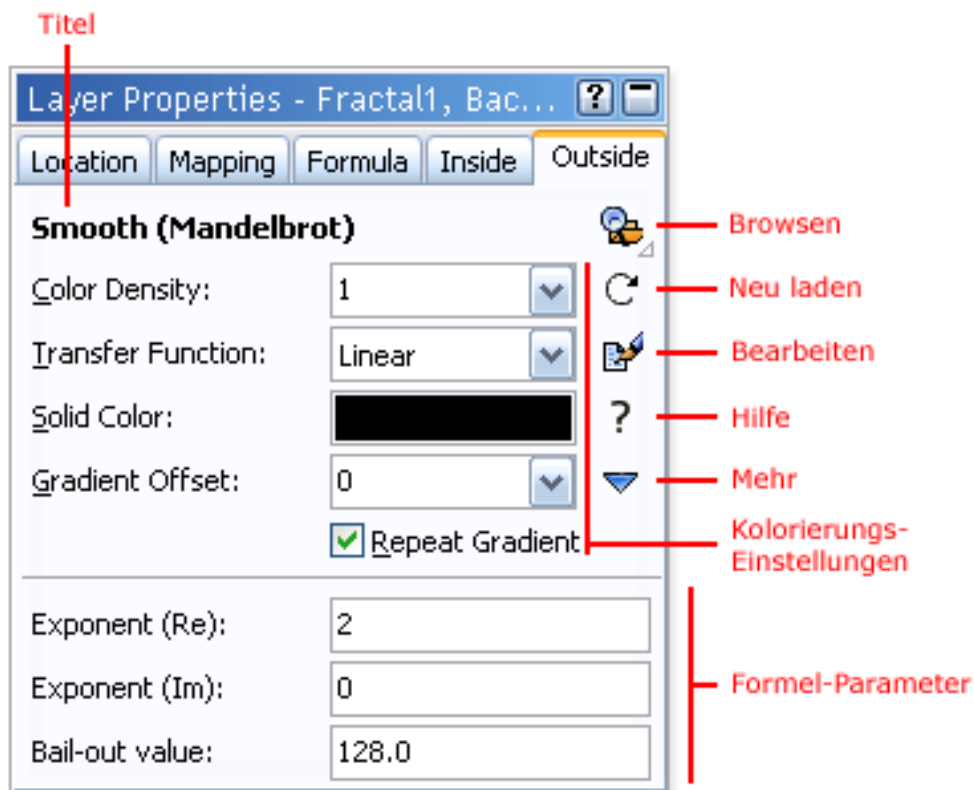 Titel
Layer Properties - Fractal1, Bac... ?
Location Mapping Formula Inside Outside
Smooth (Mandelbrot) Browsen
Color Density: 1 Neu laden
Transfer Function: Linear Bearbeiten
Solid Color: ? Hilfe
Gradient Offset: 0 Mehr
Repeat Gradient
Kolorierungs-
Einstellungen
Exponent (Re): 2
Exponent (Im): 0 Formel-Parameter
Bail-out value: 128.0